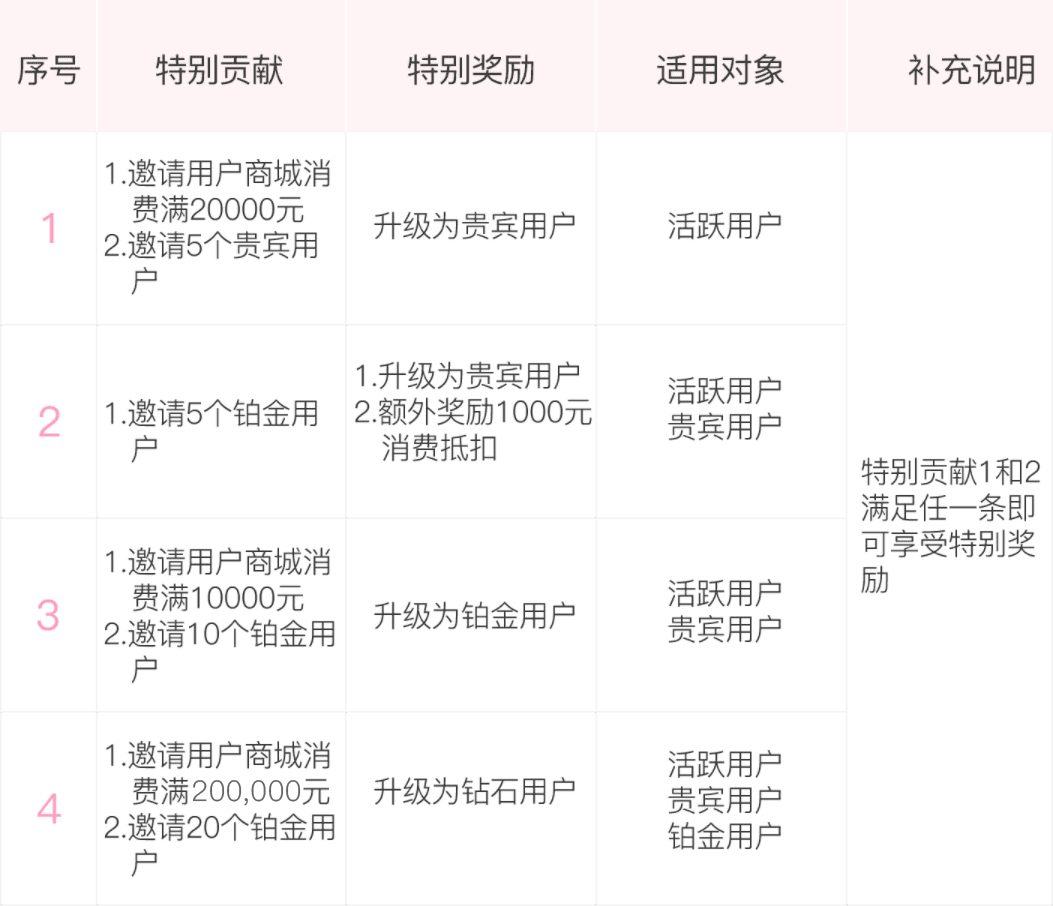 序号 特别贡献 特别奖励 适用对象 补充说明
1
1.邀请用户商城消
费满20000元
2.邀请5个贵宾用
户
升级为贵宾用户
活跃用户
2
1.邀请5个铂金用
户
1.升级为贵宾用户
2.额外奖励1000元
消费抵扣
活跃用户
贵宾用户
3
1.邀请用户商城消
费满10000元
2.邀请10个铂金用
户
升级为铂金用户
活跃用户
贵宾用户
4
1.邀请用户商城消
费满200,000元
2.邀请20个铂金用
户
升级为钻石用户
活跃用户
贵宾用户
铂金用户
特别贡献1和2
满足任一条即
可享受特别奖
励